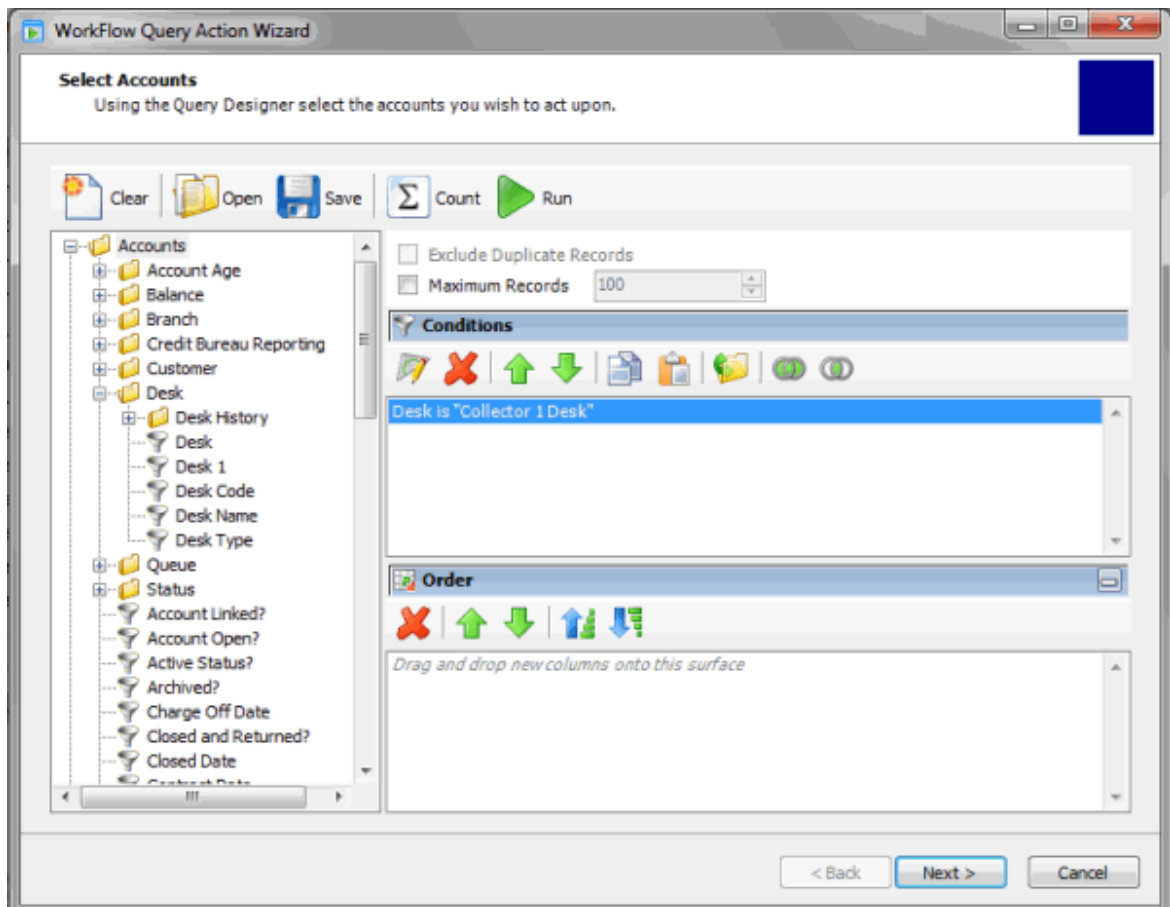 WorkFlow Query Action Wizard
Select Accounts
Using the Query Designer select the accounts you wish to act upon.
Clear Open Save Σ Count Run
Accounts
Account Age
Balance
Branch
Credit Bureau Reporting
Customer
Desk
Desk History
Desk
Desk 1
Desk Code
Desk Name
Desk Type
Queue
Status
Account Linked?
Account Open?
Active Status?
Archived?
Charge Off Date
Closed and Returned?
Closed Date
Contract Date
Exclude Duplicate Records
Maximum Records 100
Conditions
Desk is "Collector 1 Desk"
Order
Drag and drop new columns onto this surface
< Back Next > Cancel